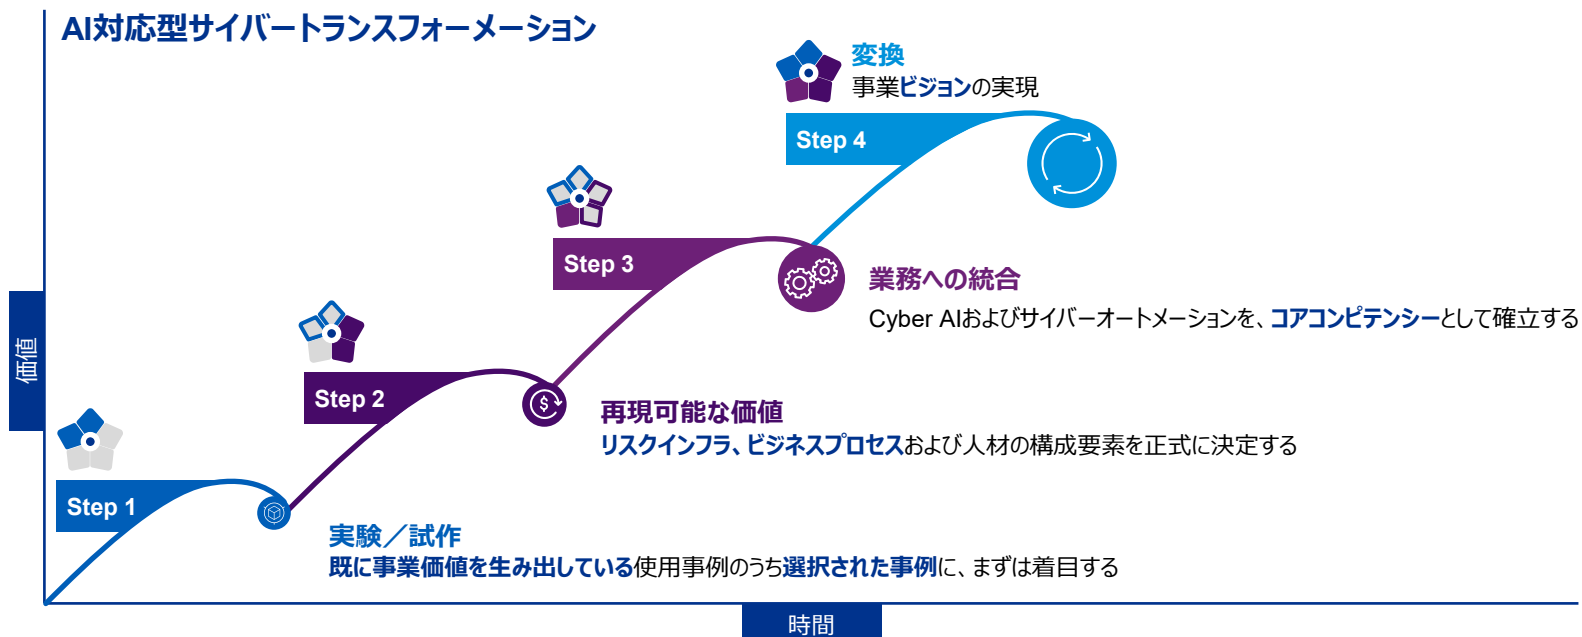 AI対応型サイバートランスフォーメーション
変換
事業ビジョンの実現
Step 4
Step 3
業務への統合
Cyber AIおよびサイバーオートメーションを、コアコンピテンシーとして確立する
価値
Step 2
$
再現可能な価値
リスクインフラ、ビジネスプロセスおよび人材の構成要素を正式に決定する
Step 1
実験／試作
既に事業価値を生み出している使用事例のうち選択された事例に、まずは着目する
時間